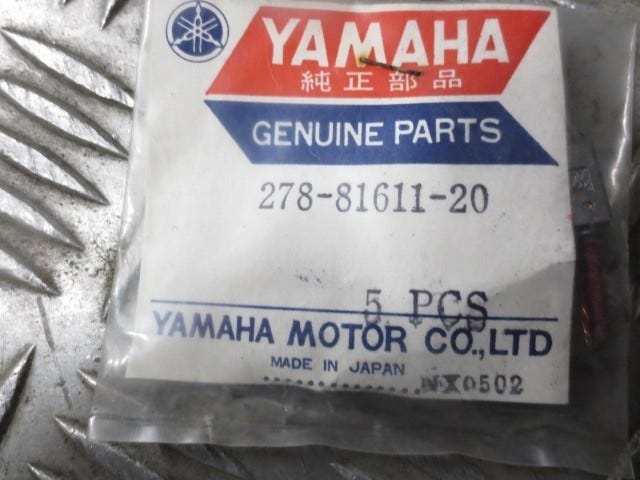 YAMAHA
純正部品
GENUINE PARTS
278-81611-20
5 PCS
YAMAHA MOTOR CO.,LTD
MADE IN JAPAN
NX0502